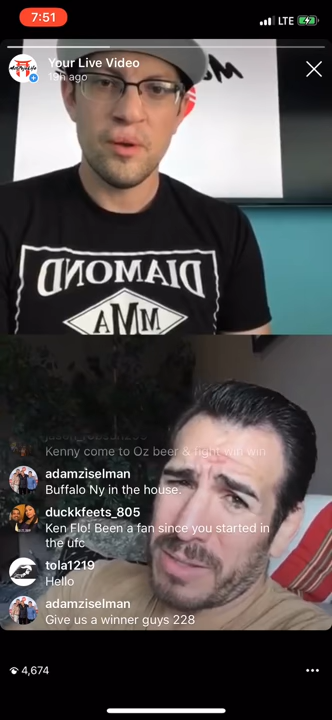 7:51
LTE
Your Live Video
19h ago
DIAMOND
MMA
Kenny come to Oz beer & fight win win
adamziselman
Buffalo Ny in the house.
duckkfeets_805
Ken Flo! Been a fan since you started in
the ufc
tola1219
Hello
adamziselman
Give us a winner guys 228
4,674